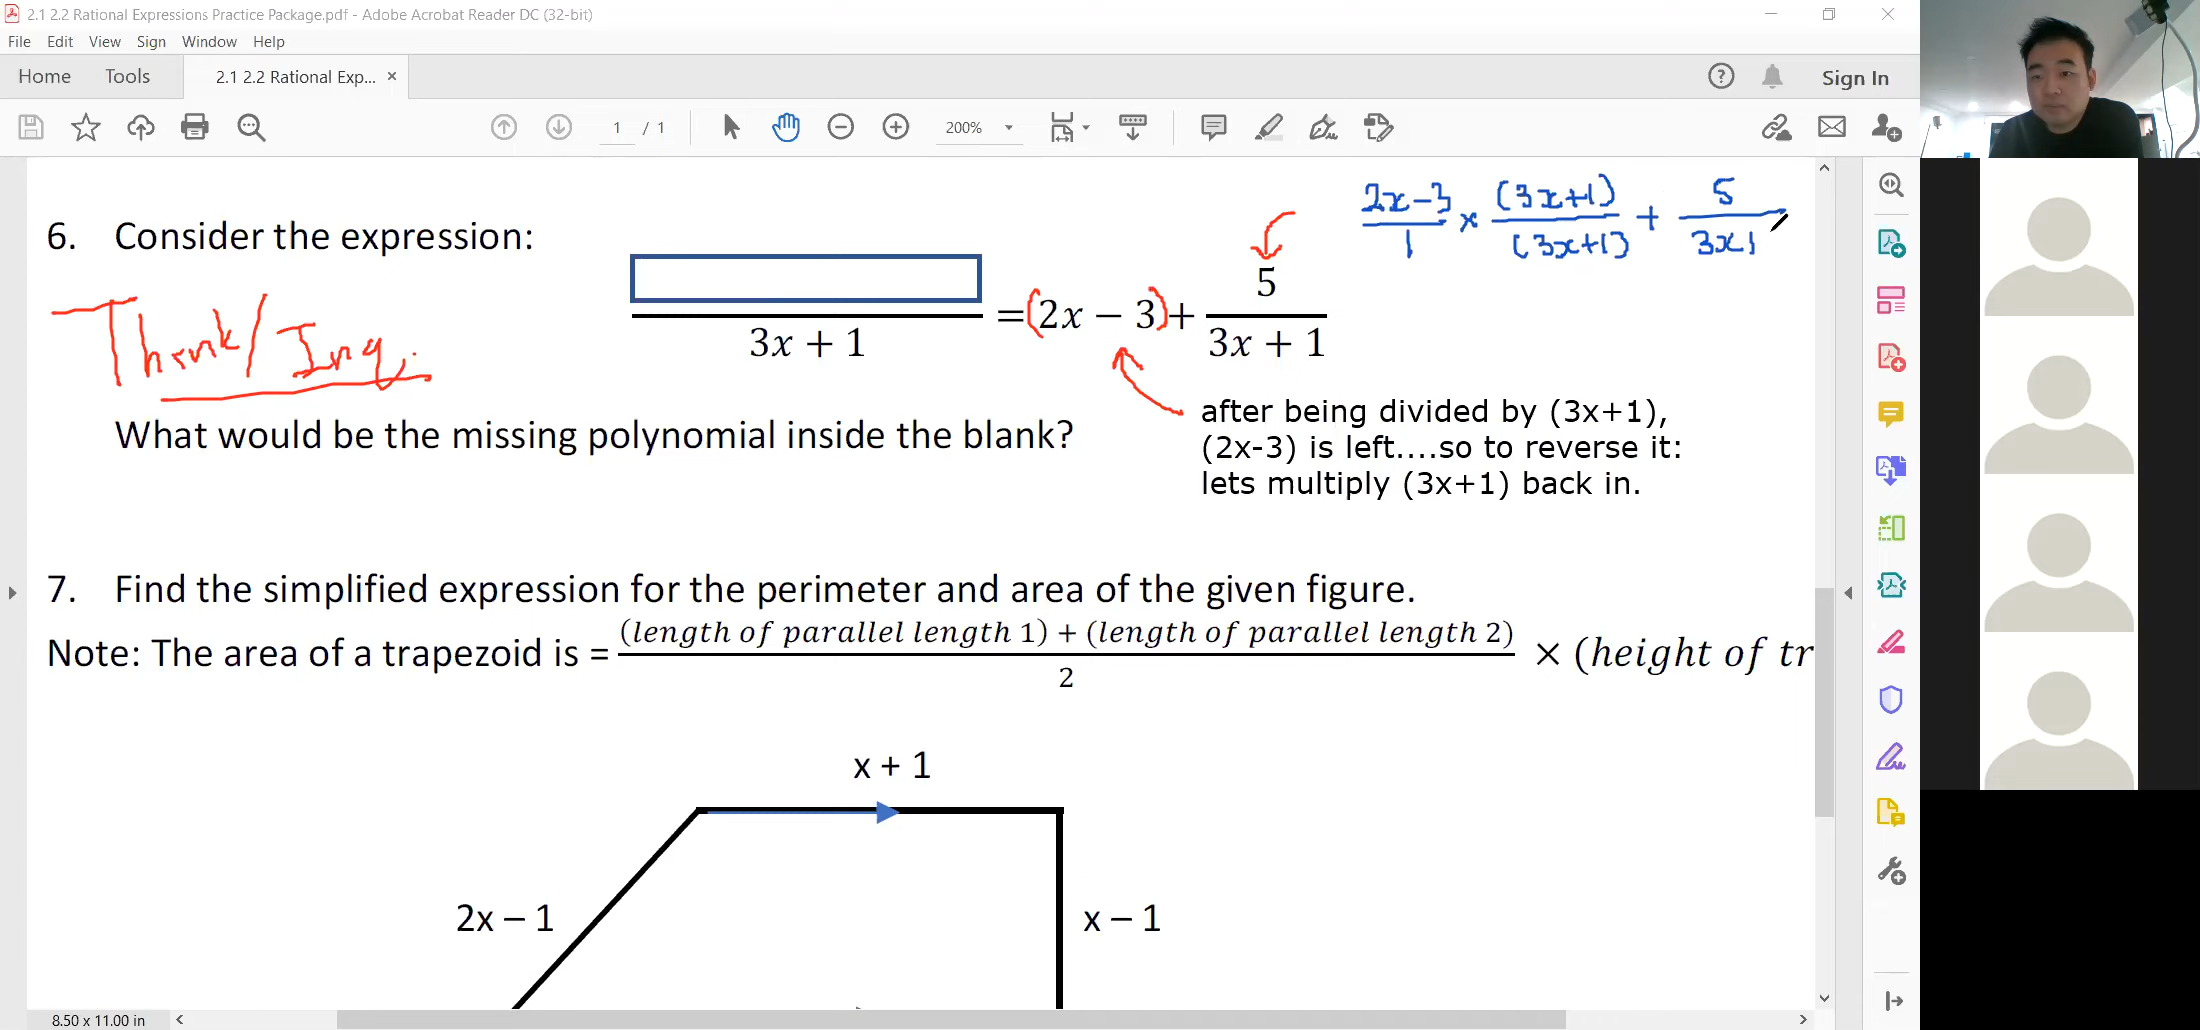 2.1 2.2 Rational Expressions Practice Package.pdf - Adobe Acrobat Reader DC (32-bit)
File Edit View Sign Window Help
Home Tools 2.1 2.2 Rational Exp... × Sign In
1 / 1 200%
2x-3/1 × (3x+1)/(3x+1) + 5/3x1
6. Consider the expression:
/(3x + 1) = (2x − 3) + 5/(3x + 1)
Think/Inq.
What would be the missing polynomial inside the blank?
after being divided by (3x+1),
(2x-3) is left....so to reverse it:
lets multiply (3x+1) back in.
7. Find the simplified expression for the perimeter and area of the given figure.
Note: The area of a trapezoid is = (length of parallel length 1) + (length of parallel length 2)/2 × (height of tr
x + 1
2x – 1
x – 1
8.50 x 11.00 in